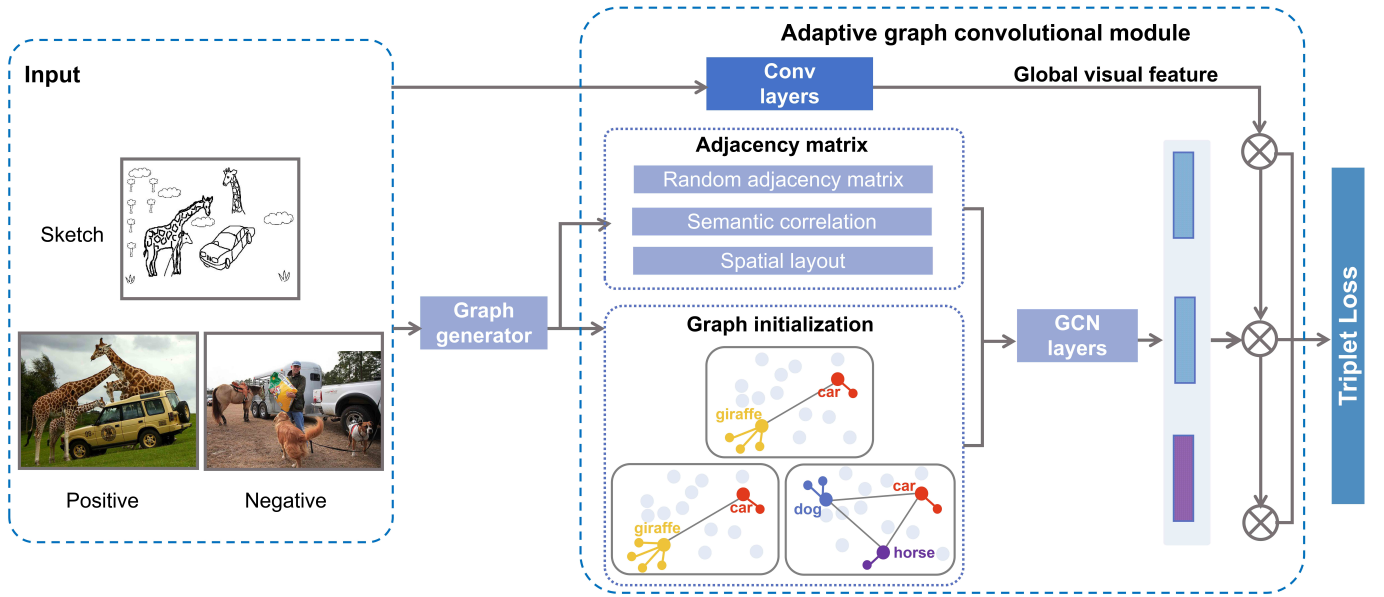 Input
Sketch
Positive
Negative
Graph
generator
Adaptive graph convolutional module
Conv
layers
Global visual feature
Adjacency matrix
Random adjacency matrix
Semantic correlation
Spatial layout
Graph initialization
car
giraffe
car
giraffe
car
dog
horse
GCN
layers
Triplet Loss